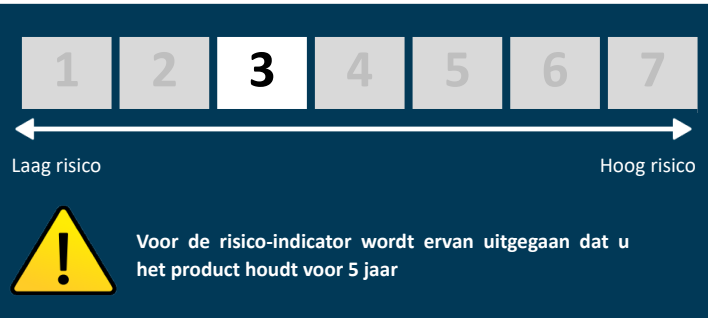 1 2 3 4 5 6 7
Laag risico Hoog risico
Voor de risico-indicator wordt ervan uitgegaan dat u
het product houdt voor 5 jaar